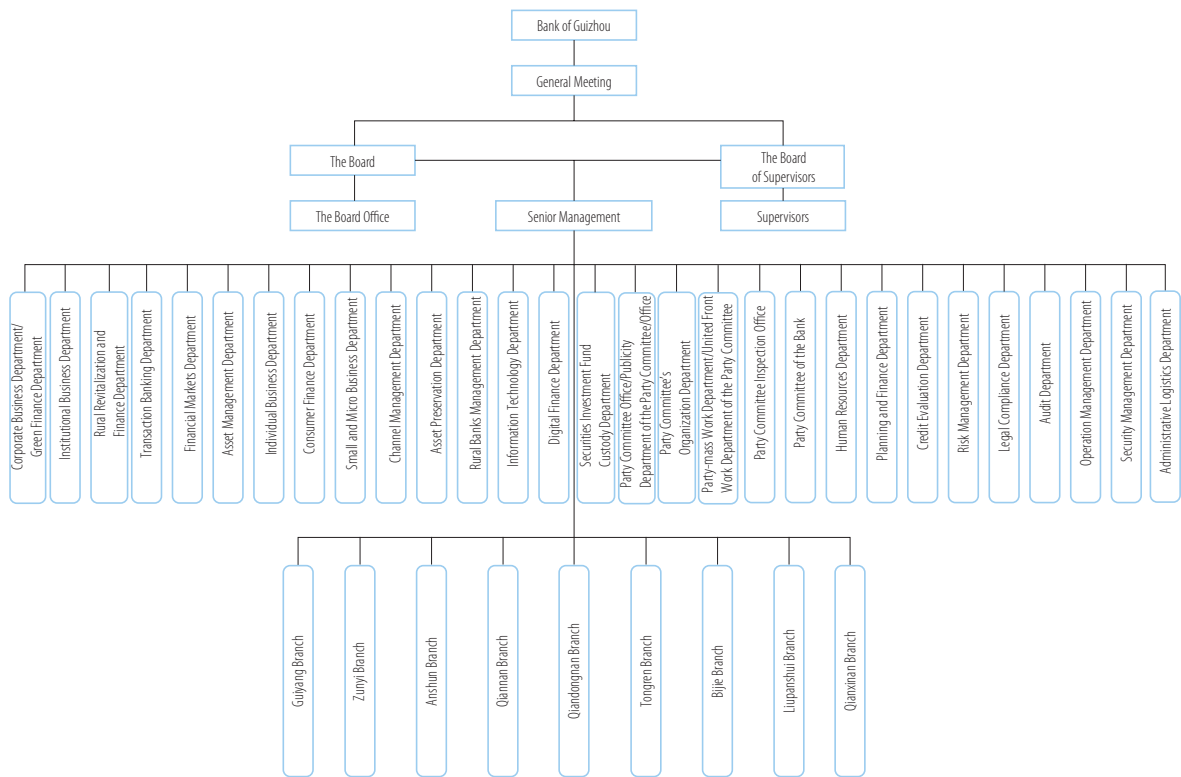 Bank of Guizhou
General Meeting
The Board
The Board
of Supervisors
The Board Office
Senior Management
Supervisors
Corporate Business Department/
Green Finance Department
Institutional Business Department
Rural Revitalization and
Finance Department
Transaction Banking Department
Financial Markets Department
Asset Management Department
Individual Business Department
Consumer Finance Department
Small and Micro Business Department
Channel Management Department
Asset Preservation Department
Rural Banks Management Department
Information Technology Department
Digital Finance Department
Securities Investment Fund
Custody Department
Party Committee Office/Publicity
Department of the Party Committee/Office
Party Committee's
Organization Department
Party-mass Work Department/United Front
Work Department of the Party Committee
Party Committee Inspection Office
Party Committee of the Bank
Human Resources Department
Planning and Finance Department
Credit Evaluation Department
Risk Management Department
Legal Compliance Department
Audit Department
Operation Management Department
Security Management Department
Administrative Logistics Department
Guiyang Branch
Zunyi Branch
Anshun Branch
Qiannan Branch
Qiandongnan Branch
Tongren Branch
Bijie Branch
Liupanshui Branch
Qianxinan Branch